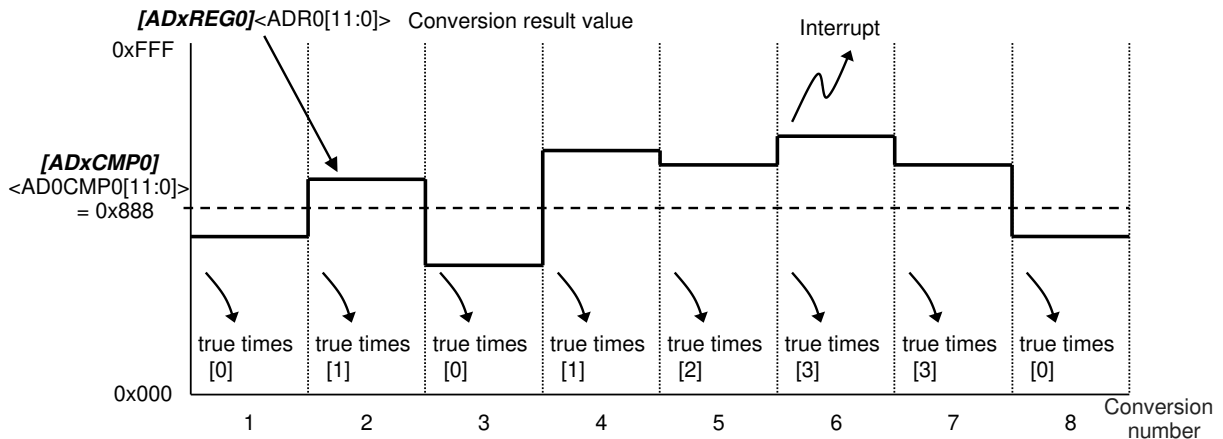 [ADxREG0]<ADR0[11:0]> Conversion result value
Interrupt
0xFFF
[ADxCMP0]
<AD0CMP0[11:0]>
= 0x888
true times
[0]
true times
[1]
true times
[0]
true times
[1]
true times
[2]
true times
[3]
true times
[3]
true times
[0]
0x000
1 2 3 4 5 6 7 8
Conversion
number